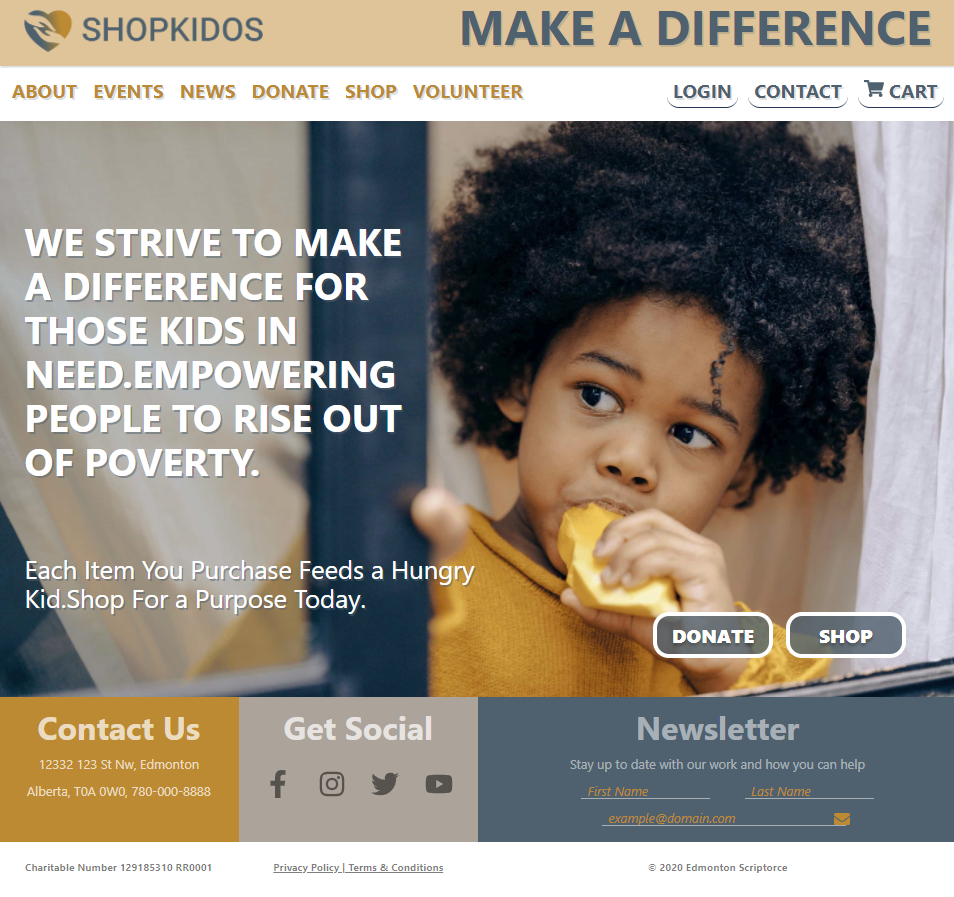 SHOPKIDOS
MAKE A DIFFERENCE
ABOUT EVENTS NEWS DONATE SHOP VOLUNTEER
LOGIN CONTACT CART
WE STRIVE TO MAKE
A DIFFERENCE FOR
THOSE KIDS IN
NEED.EMPOWERING
PEOPLE TO RISE OUT
OF POVERTY.
Each Item You Purchase Feeds a Hungry
Kid.Shop For a Purpose Today.
DONATE SHOP
Contact Us
12332 123 St Nw, Edmonton
Alberta, T0A 0W0, 780-000-8888
Get Social
Newsletter
Stay up to date with our work and how you can help
First Name Last Name
example@domain.com
Charitable Number 129185310 RR0001
Privacy Policy | Terms & Conditions
© 2020 Edmonton Scriptorce